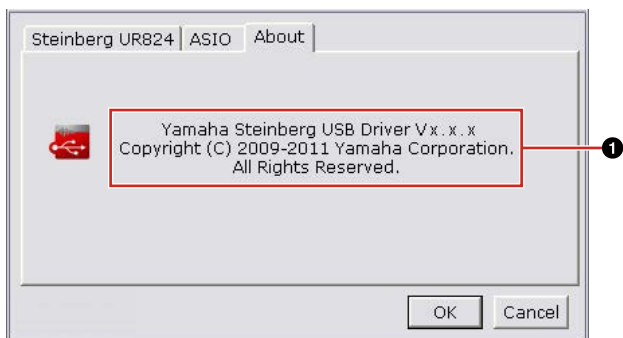 Steinberg UR824 ASIO About
Yamaha Steinberg USB Driver Vx.x.x
Copyright (C) 2009-2011 Yamaha Corporation.
All Rights Reserved.
1
OK Cancel